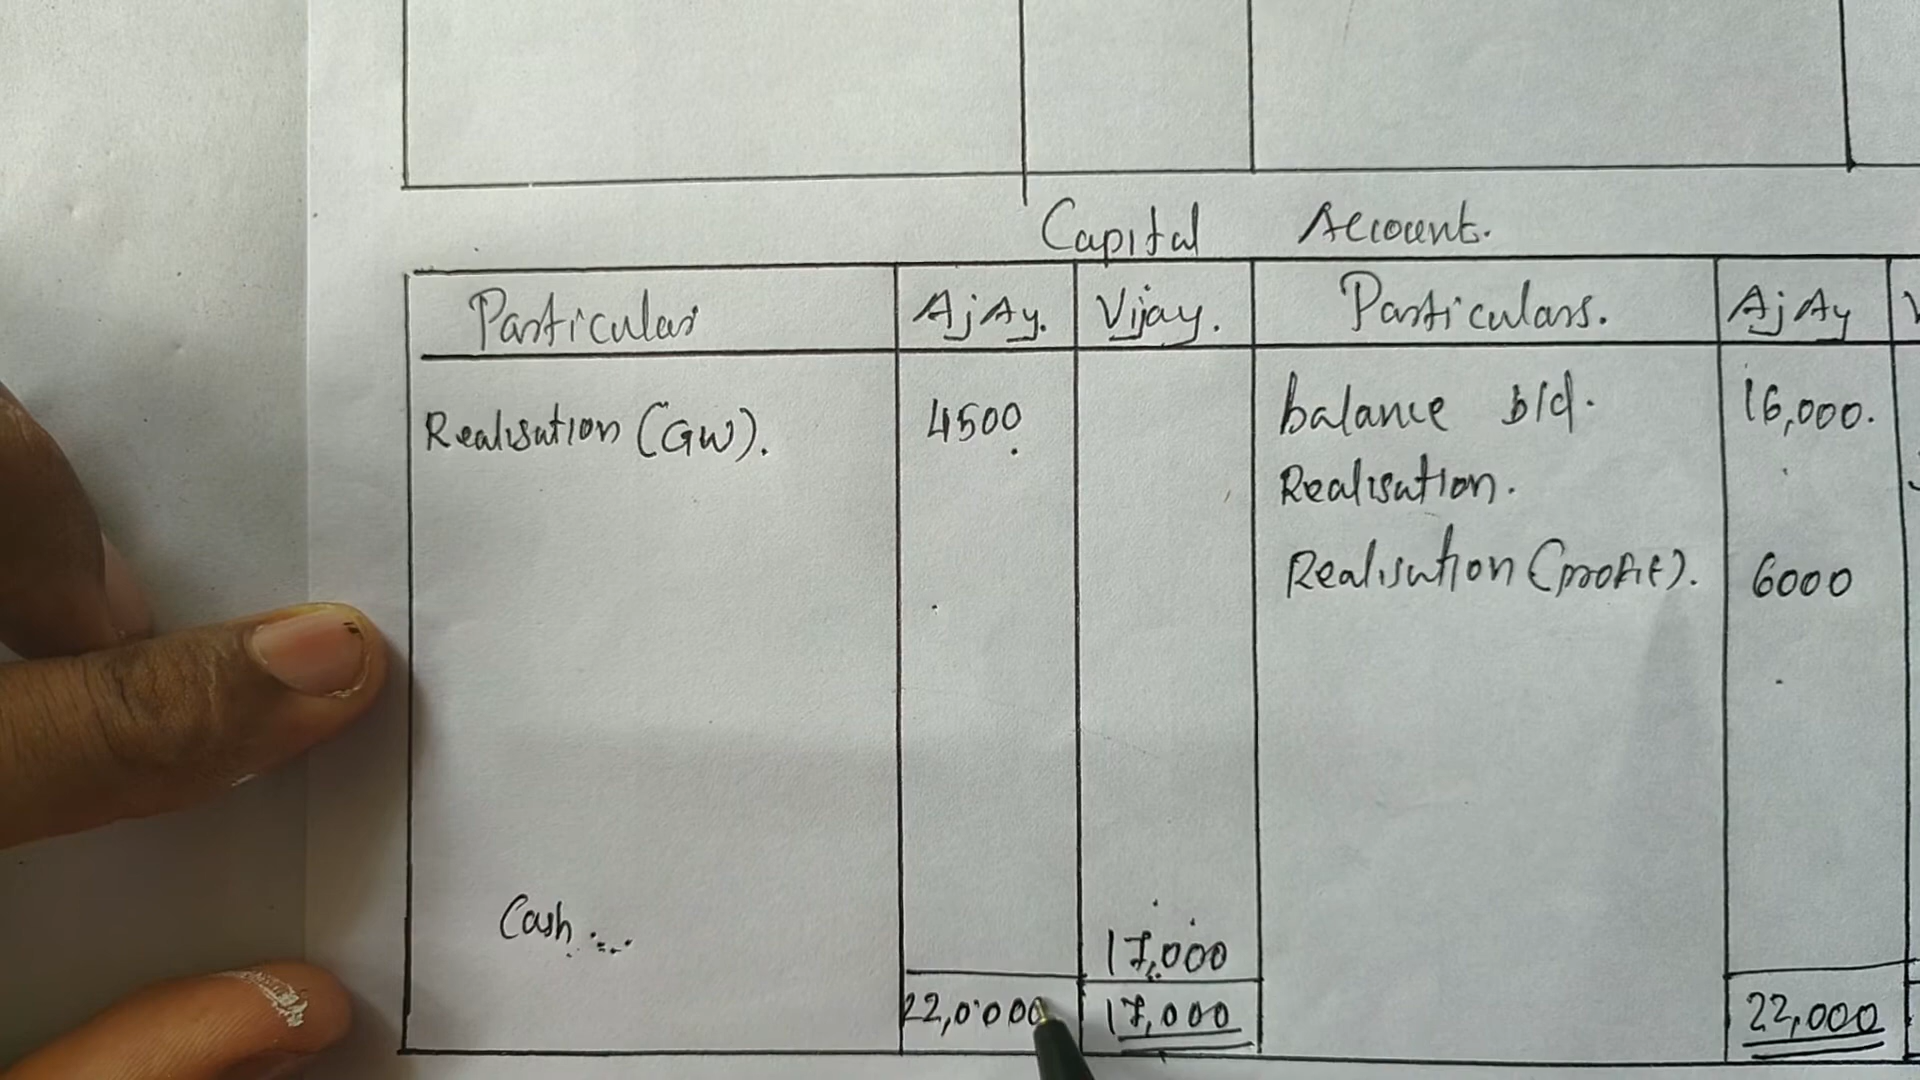 Capital Account.
Particular AjAy. Vijay. Particulars. AjAy
Realisation (GW). 4500 balance b/d. 16,000.
Realisation.
Realisation (profit). 6000
Cash 17,000
22,000 17,000 22,000